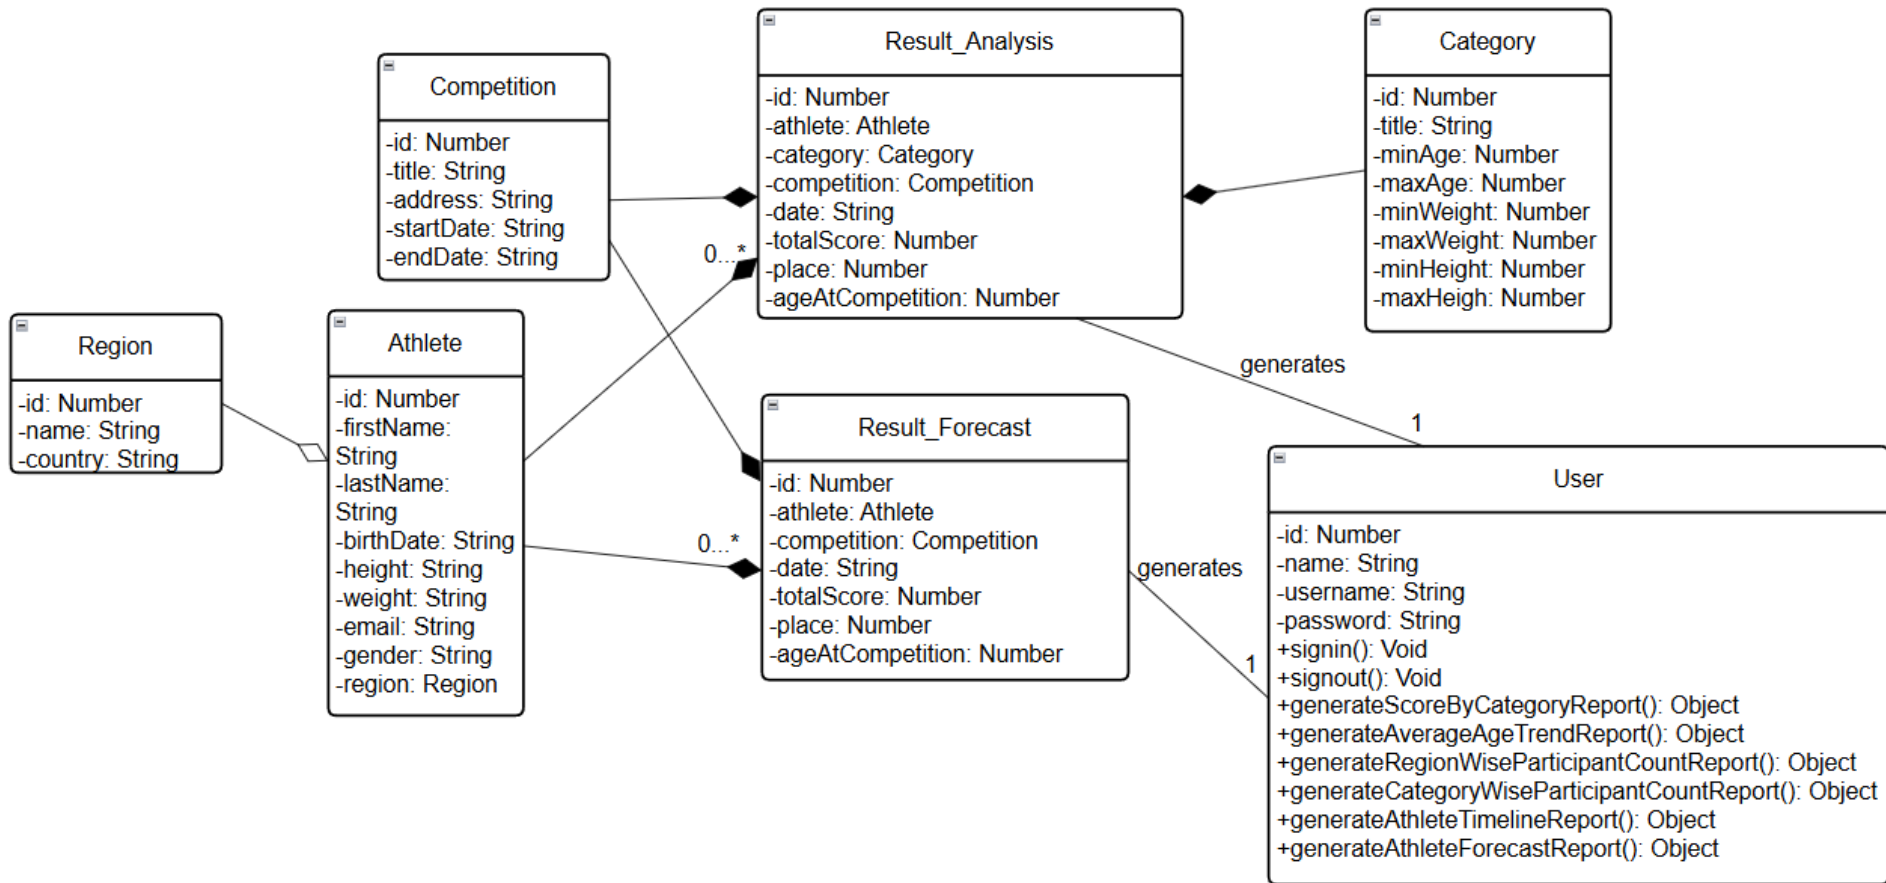 Competition
-id: Number
-title: String
-address: String
-startDate: String
-endDate: String
Result_Analysis
-id: Number
-athlete: Athlete
-category: Category
-competition: Competition
-date: String
-totalScore: Number
-place: Number
-ageAtCompetition: Number
Category
-id: Number
-title: String
-minAge: Number
-maxAge: Number
-minWeight: Number
-maxWeight: Number
-minHeight: Number
-maxHeigh: Number
0...*
Region
-id: Number
-name: String
-country: String
Athlete
-id: Number
-firstName:
String
-lastName:
String
-birthDate: String
-height: String
-weight: String
-email: String
-gender: String
-region: Region
0...*
Result_Forecast
-id: Number
-athlete: Athlete
-competition: Competition
-date: String
-totalScore: Number
-place: Number
-ageAtCompetition: Number
generates
1
generates
1
User
-id: Number
-name: String
-username: String
-password: String
+signin(): Void
+signout(): Void
+generateScoreByCategoryReport(): Object
+generateAverageAgeTrendReport(): Object
+generateRegionWiseParticipantCountReport(): Object
+generateCategoryWiseParticipantCountReport(): Object
+generateAthleteTimelineReport(): Object
+generateAthleteForecastReport(): Object